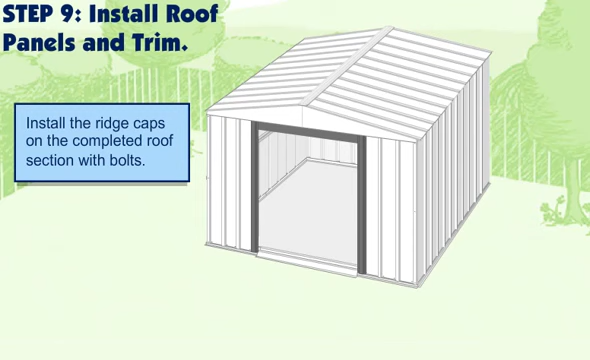 STEP 9: Install Roof
Panels and Trim.
Install the ridge caps
on the completed roof
section with bolts.